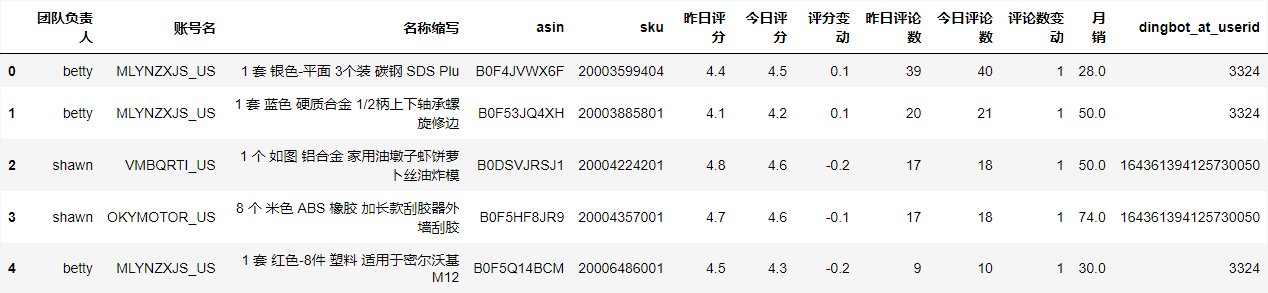 团队负责人 账号名 名称缩写 asin sku 昨日评分 今日评分 评分变动 昨日评论数 今日评论数 评论数变动 月销 dingbot_at_userid
0 betty MLYNZXJS_US 1 套 银色-平面 3个装 碳钢 SDS Plu B0F4JVWX6F 20003599404 4.4 4.5 0.1 39 40 1 28.0 3324
1 betty MLYNZXJS_US 1 套 蓝色 硬质合金 1/2柄上下轴承螺旋修边 B0F53JQ4XH 20003885801 4.1 4.2 0.1 20 21 1 50.0 3324
2 shawn VMBQRTI_US 1 个 如图 铝合金 家用油墩子虾饼萝卜丝油炸模 B0DSVJRSJ1 20004224201 4.8 4.6 -0.2 17 18 1 50.0 164361394125730050
3 shawn OKYMOTOR_US 8 个 米色 ABS 橡胶 加长款刮胶器外墙刮胶 B0F5HF8JR9 20004357001 4.7 4.6 -0.1 17 18 1 74.0 164361394125730050
4 betty MLYNZXJS_US 1 套 红色-8件 塑料 适用于密尔沃基 M12 B0F5Q14BCM 20006486001 4.5 4.3 -0.2 9 10 1 30.0 3324